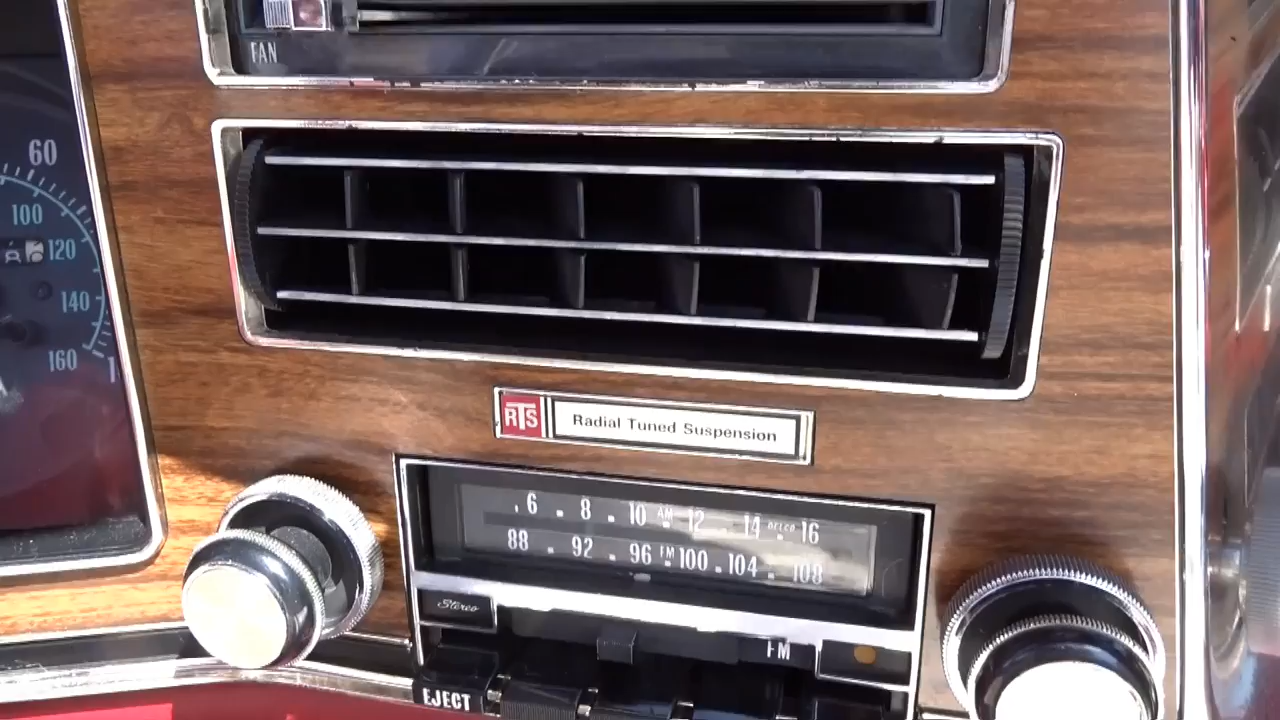 FAN
60
100
120
140
160
RTS Radial Tuned Suspension
6 8 10 AM 12 14 DELCO 16
88 92 96 FM 100 104 108
Stereo
FM
EJECT